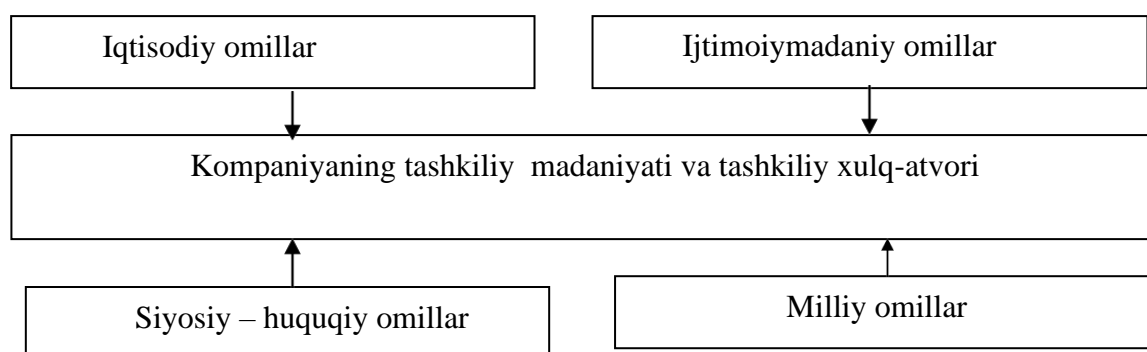 Iqtisodiy omillar
Ijtimoiymadaniy omillar
Kompaniyaning tashkiliy madaniyati va tashkiliy xulq-atvori
Siyosiy – huquqiy omillar
Milliy omillar